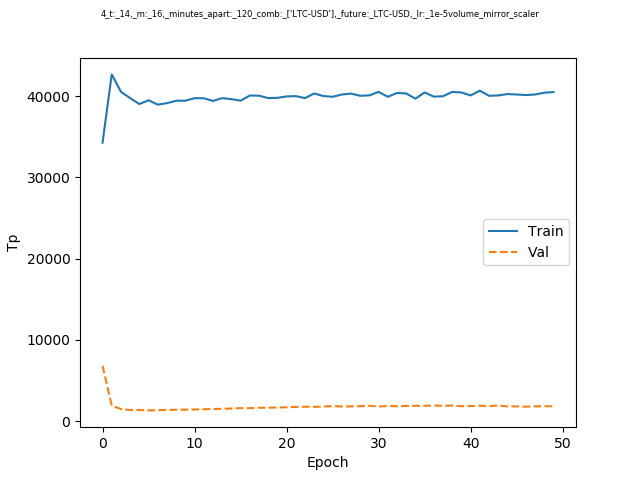 4_t:_14,_m:_16,_minutes_apart:_120_comb:_['LTC-USD'],_future:_LTC-USD,_lr:_1e-5volume_mirror_scaler
40000
30000
20000
10000
0
Tp
Train
Val
0 10 20 30 40 50
Epoch